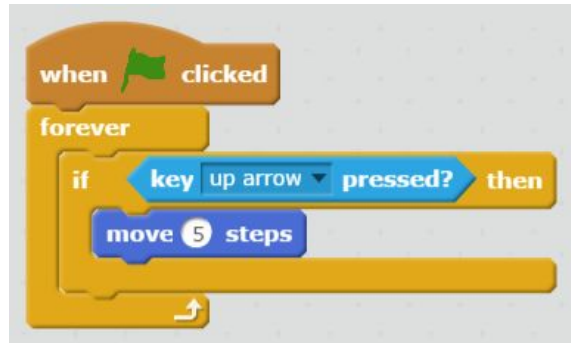 when clicked
forever
if key up arrow pressed? then
move 5 steps